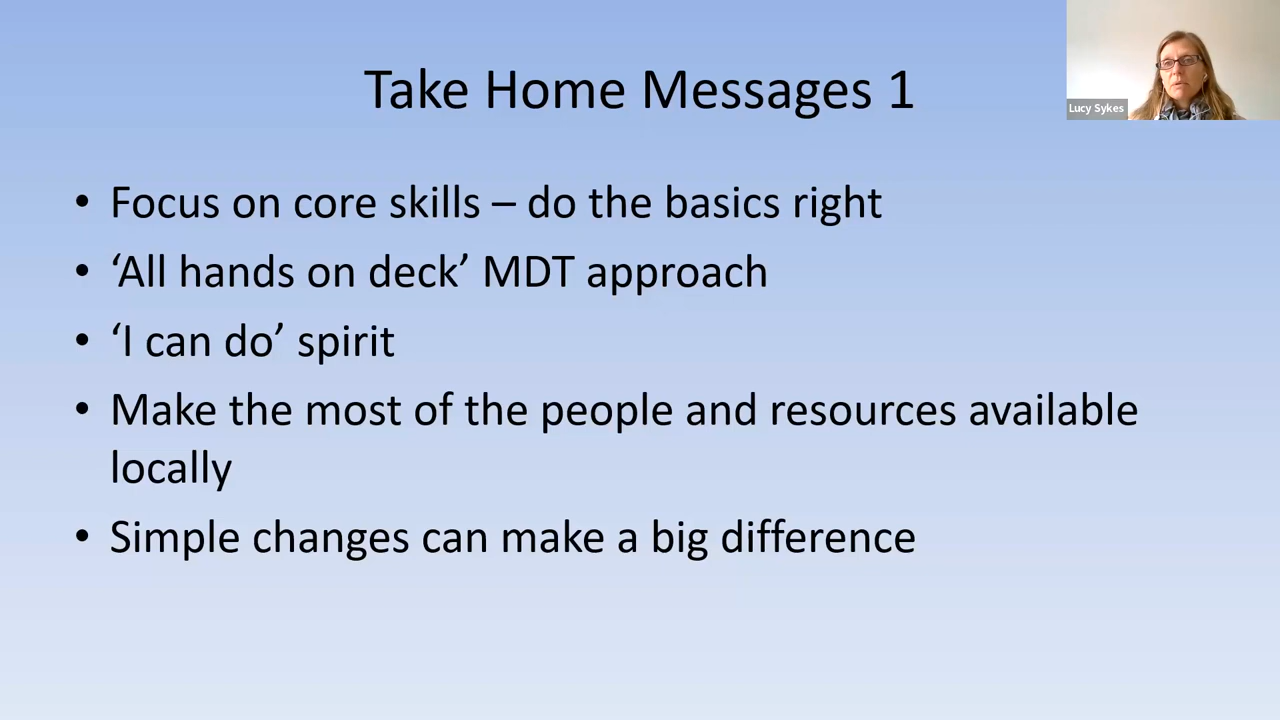 Take Home Messages 1
Lucy Sykes
• Focus on core skills – do the basics right
• ‘All hands on deck’ MDT approach
• ‘I can do’ spirit
• Make the most of the people and resources available
locally
• Simple changes can make a big difference